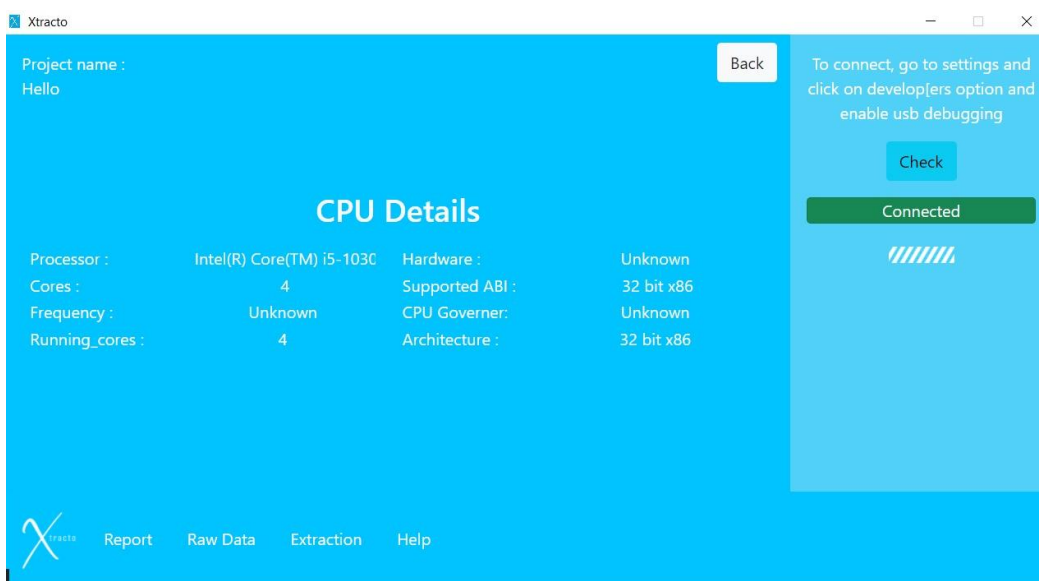 Xtracto
Project name :
Hello
Back
To connect, go to settings and
click on develop[ers option and
enable usb debugging
Check
Connected
CPU Details
Processor : Intel(R) Core(TM) i5-1030 Hardware : Unknown
Cores : 4 Supported ABI : 32 bit x86
Frequency : Unknown CPU Governer: Unknown
Running_cores : 4 Architecture : 32 bit x86
Xtracto Report Raw Data Extraction Help